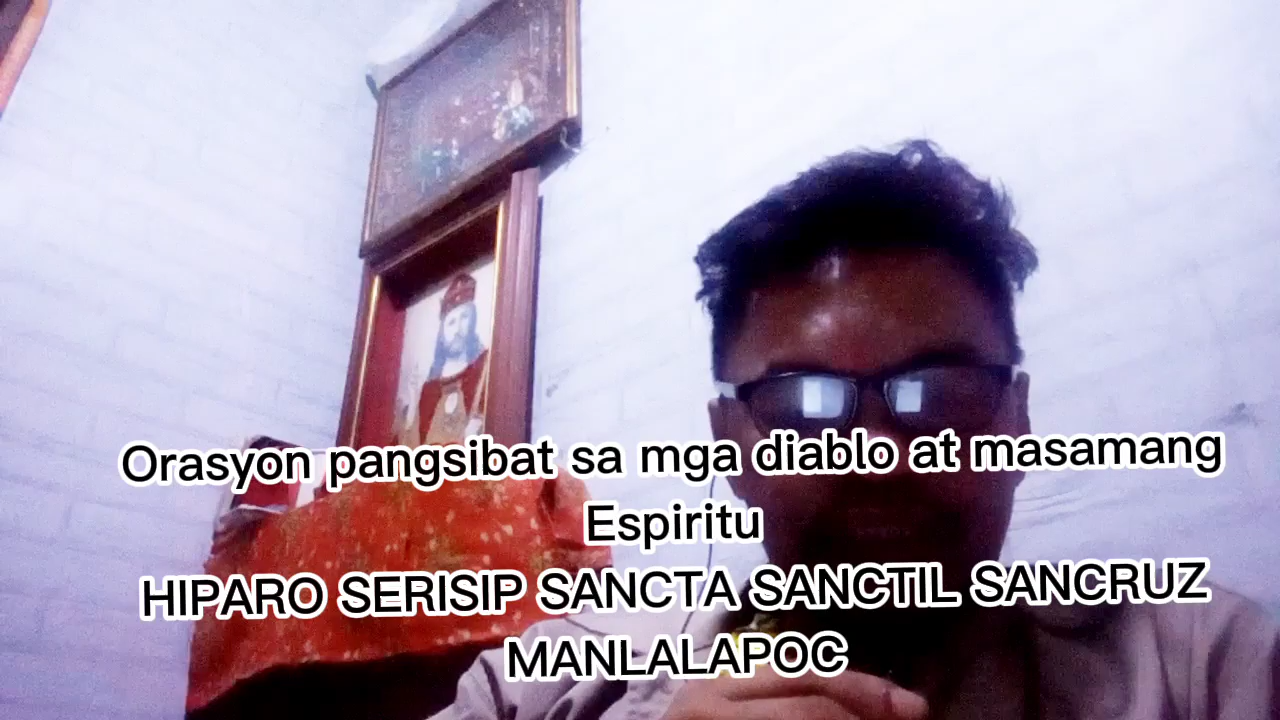 Orasyon pangsibat sa mga diablo at masamang
Espiritu
HIPARO SERISIP SANCTA SANCTIL SANCRUZ
MANLALAPOC